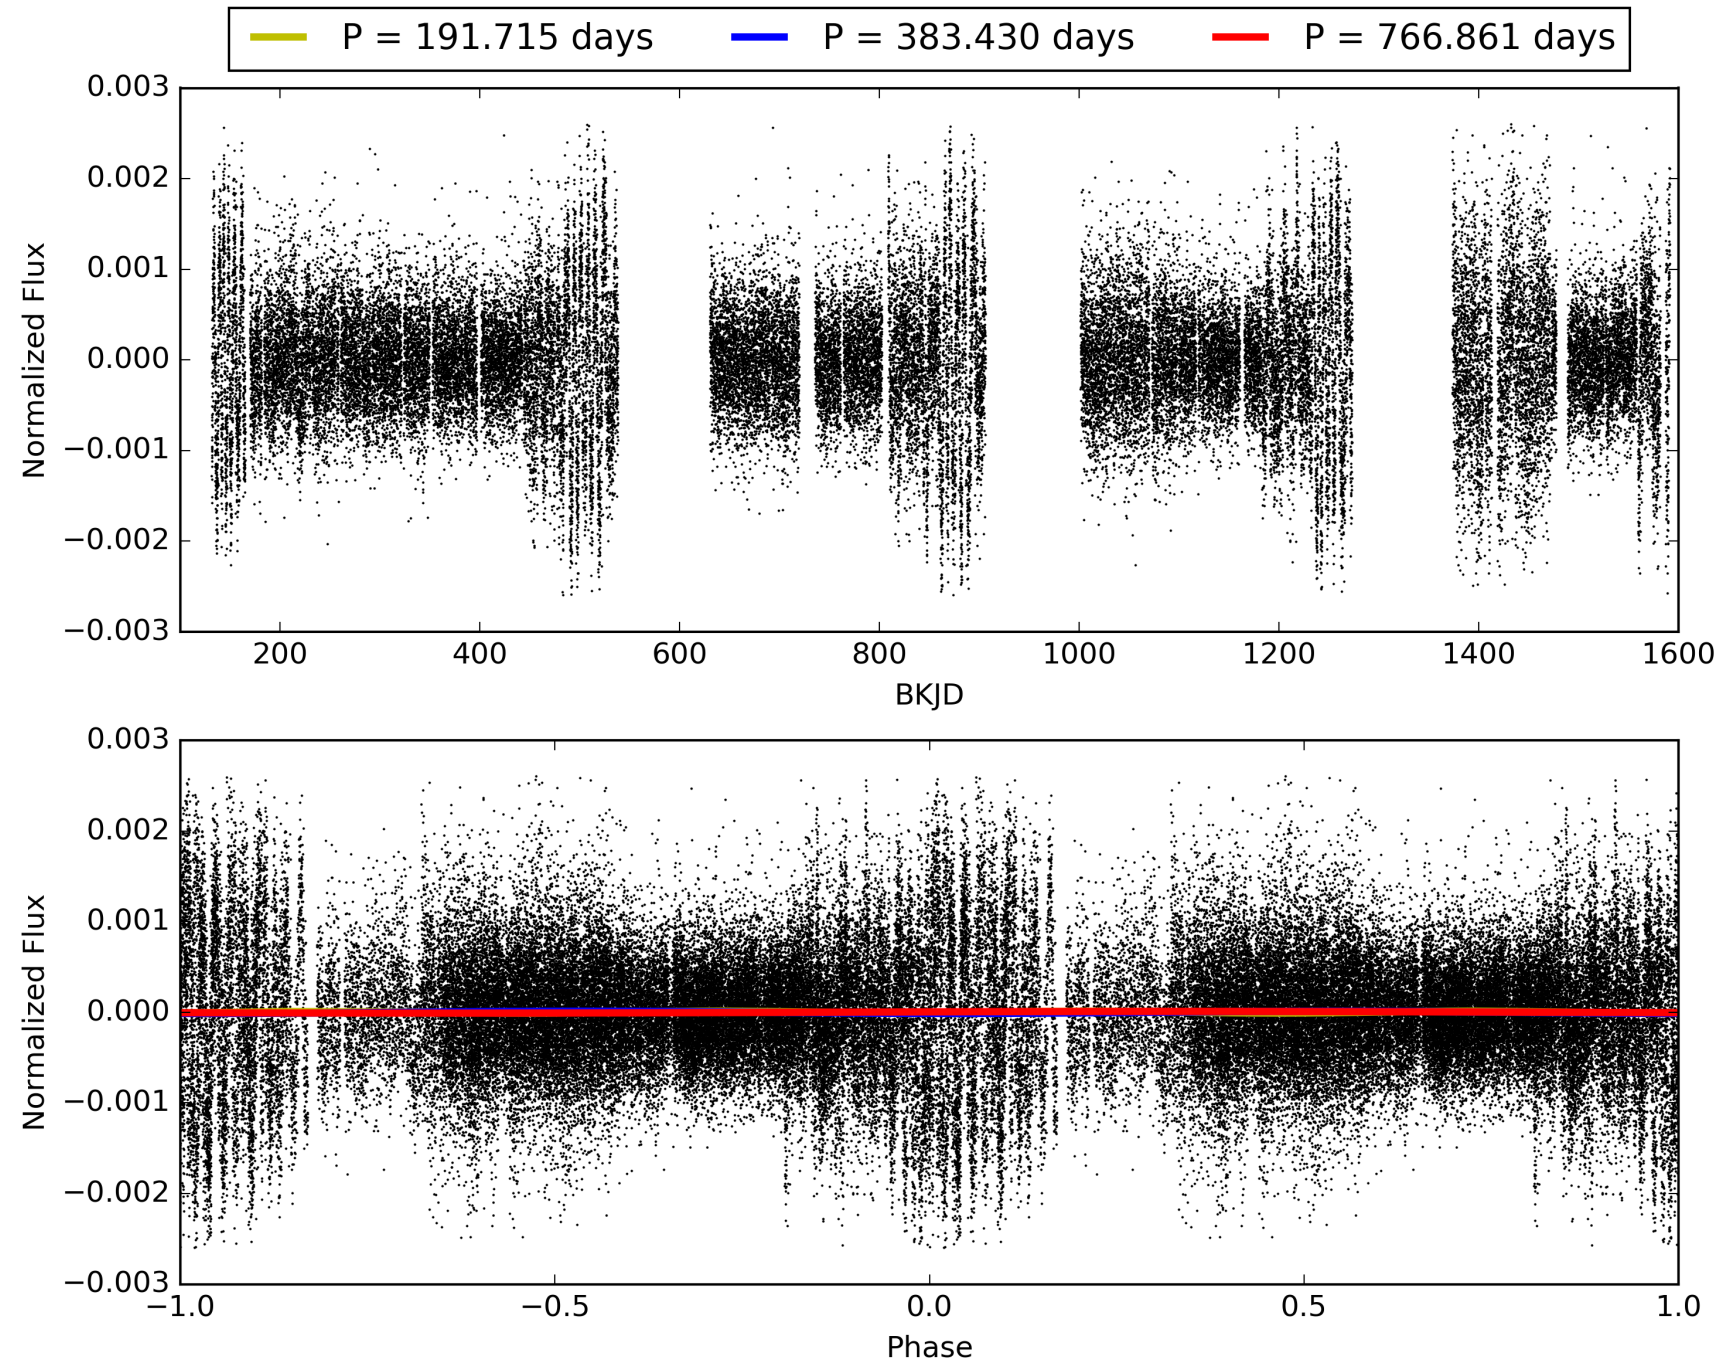 P = 191.715 days P = 383.430 days P = 766.861 days
0.003
0.002
0.001
0.000
−0.001
−0.002
−0.003
Normalized Flux
200 400 600 800 1000 1200 1400 1600
BKJD
0.003
0.002
0.001
0.000
−0.001
−0.002
−0.003
Normalized Flux
−1.0 −0.5 0.0 0.5 1.0
Phase